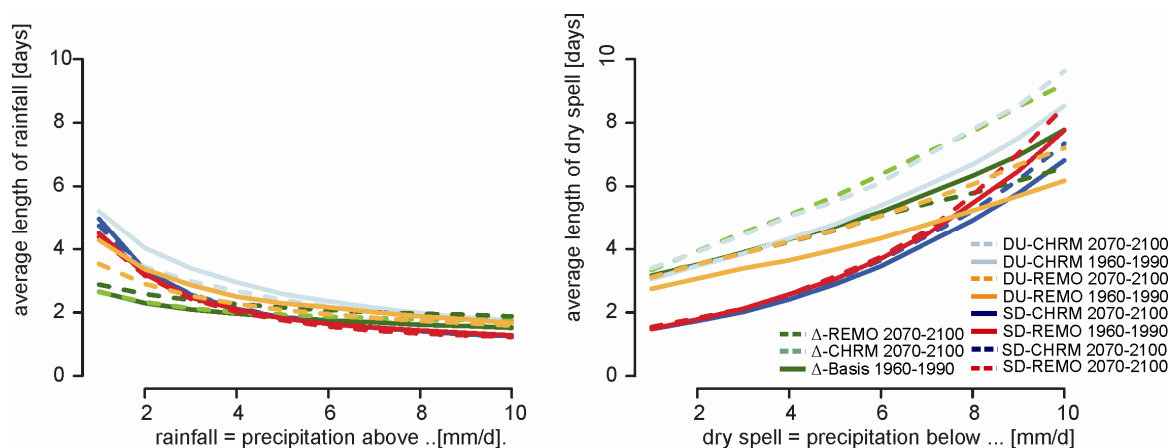 average length of rainfall [days]
10
8
6
4
2
0
2 4 6 8 10
rainfall = precipitation above ..[mm/d].
average length of dry spell [days]
10
8
6
4
2
0
2 4 6 8 10
dry spell = precipitation below ... [mm/d]
Δ-REMO 2070-2100
Δ-CHRM 2070-2100
Δ-Basis 1960-1990
DU-CHRM 2070-2100
DU-CHRM 1960-1990
DU-REMO 2070-2100
DU-REMO 1960-1990
SD-CHRM 2070-2100
SD-REMO 1960-1990
SD-CHRM 2070-2100
SD-REMO 2070-2100